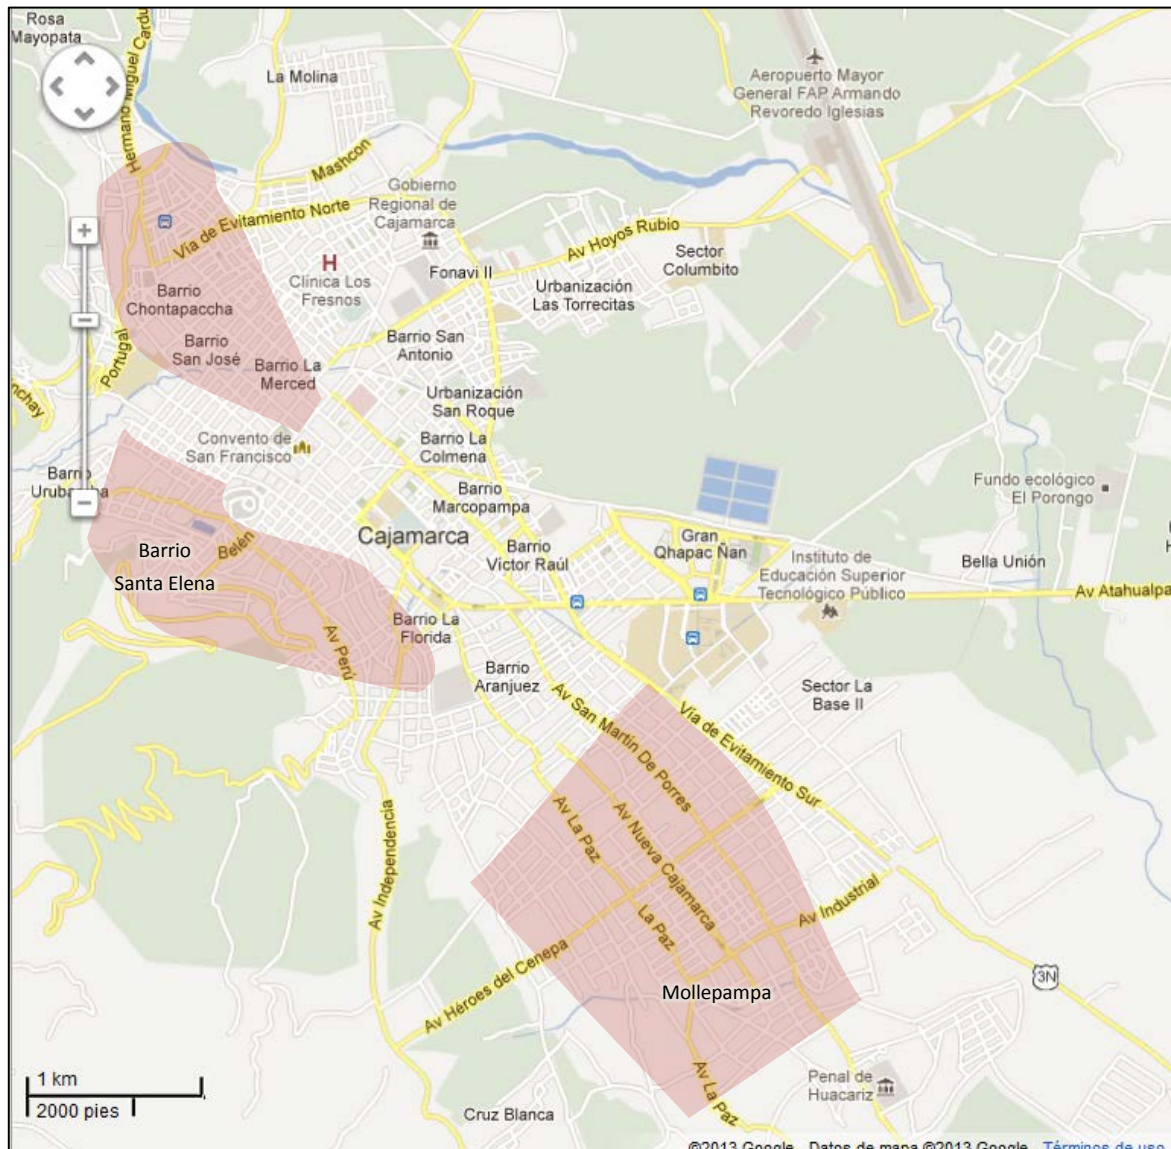 Rosa
Mayopata
Hermano Miguel Cardu
La Molina
Aeropuerto Mayor
General FAP Armando
Revoredo Iglesias
Mashcon
Gobierno
Regional de
Cajamarca
Vía de Evitamiento Norte
Av Hoyos Rubio
Sector
Columbito
H
Clínica Los
Fresnos
Fonavi II
Urbanización
Las Torrecitas
Barrio
Chontapaccha
Barrio
San José
Barrio San
Antonio
Portugal
Barrio La
Merced
nchay
Urbanización
San Roque
Convento de
San Francisco
Barrio La
Colmena
Barrio
Urubamba
Barrio
Marcopampa
Fundo ecológico
El Porongo
Cajamarca
Barrio
Víctor Raúl
Gran
Qhapac Ñan
Belén
Barrio
Santa Elena
Instituto de
Educación Superior
Tecnológico Público
Bella Unión
H
Av Atahualpa
Barrio La
Florida
Av Perú
Barrio
Aranjuez
Sector La
Base II
Av San Martín De Porres
Vía de Evitamiento Sur
Av La Paz
Av Nueva Cajamarca
Av Independencia
La Paz
Av Industrial
Av Héroes del Cenepa
Mollepampa
3N
Av La Paz
Penal de
Huacariz
1 km
2000 pies
Cruz Blanca
©2013 Google - Datos de mapa ©2013 Google - Términos de uso